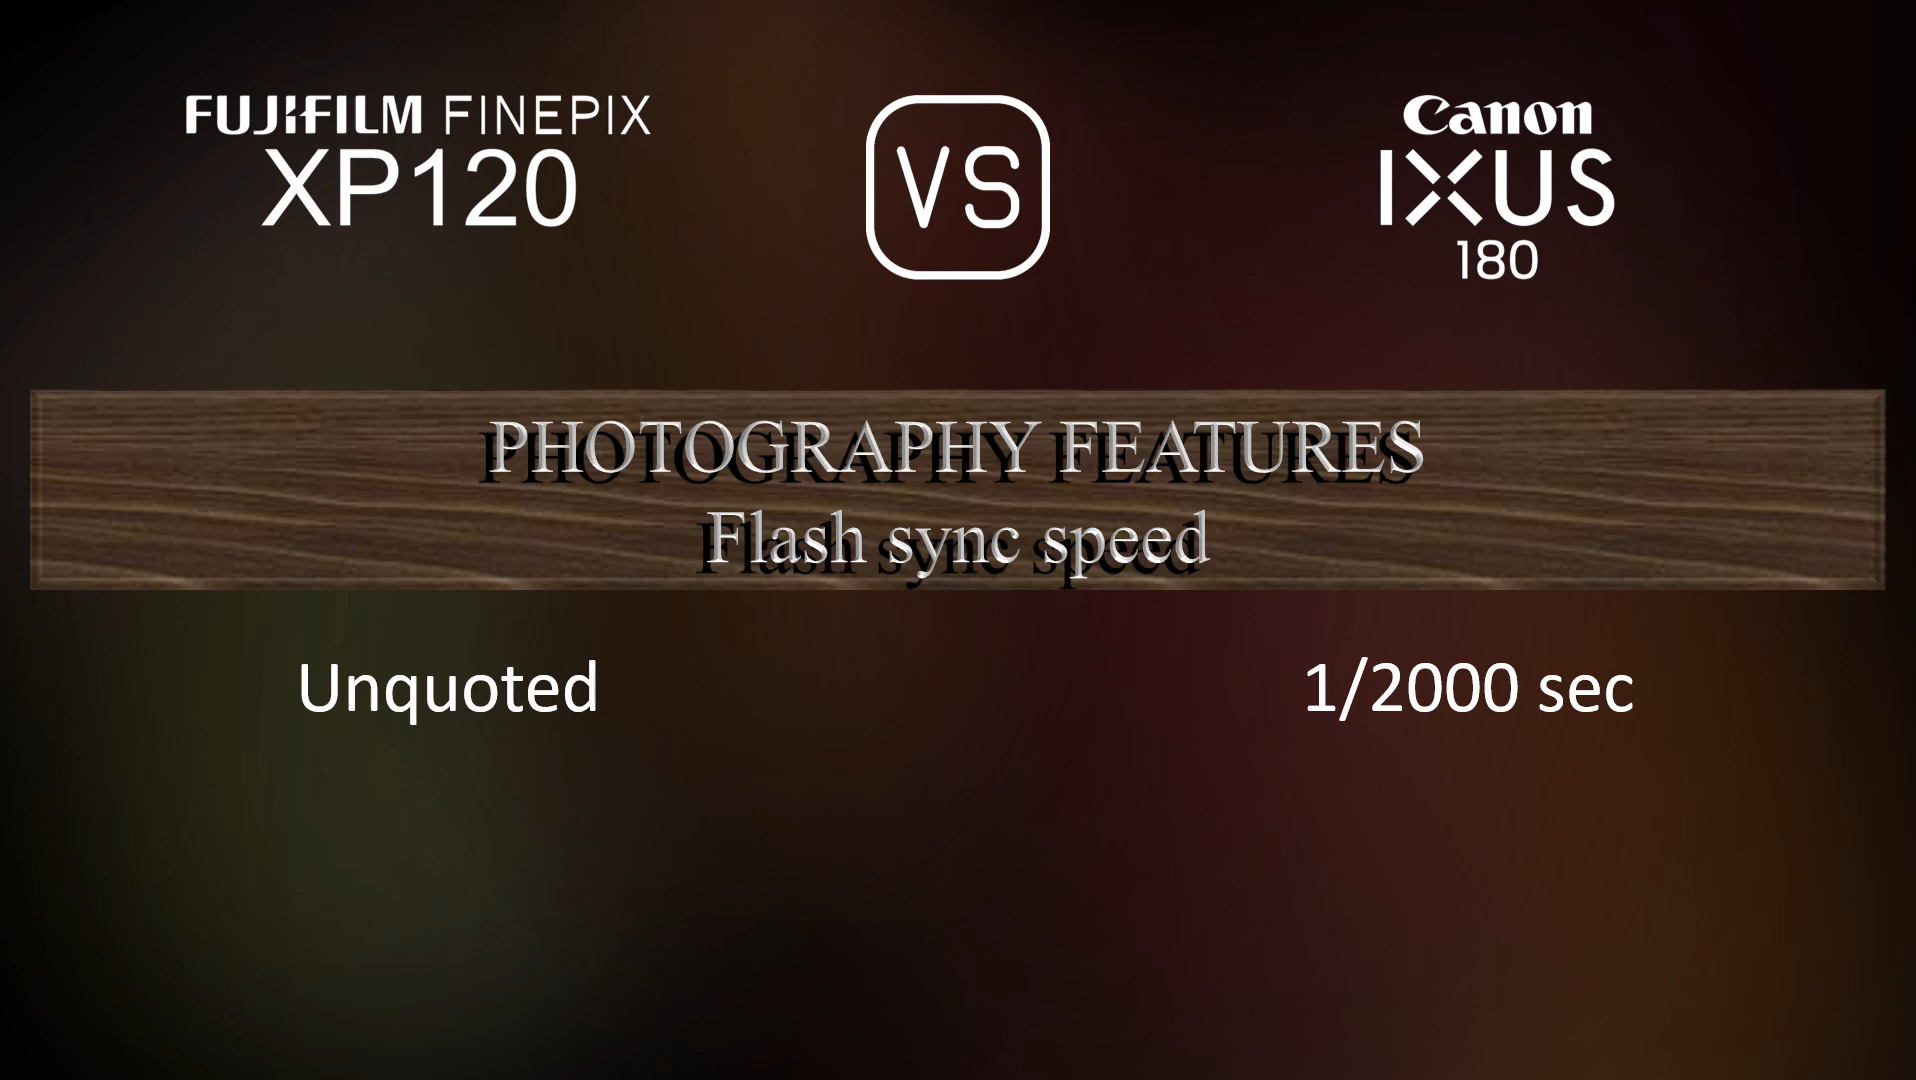 FUJIFILM FINEPIX
XP120
VS
Canon
IXUS
180
PHOTOGRAPHY FEATURES
Flash sync speed
Unquoted
1/2000 sec